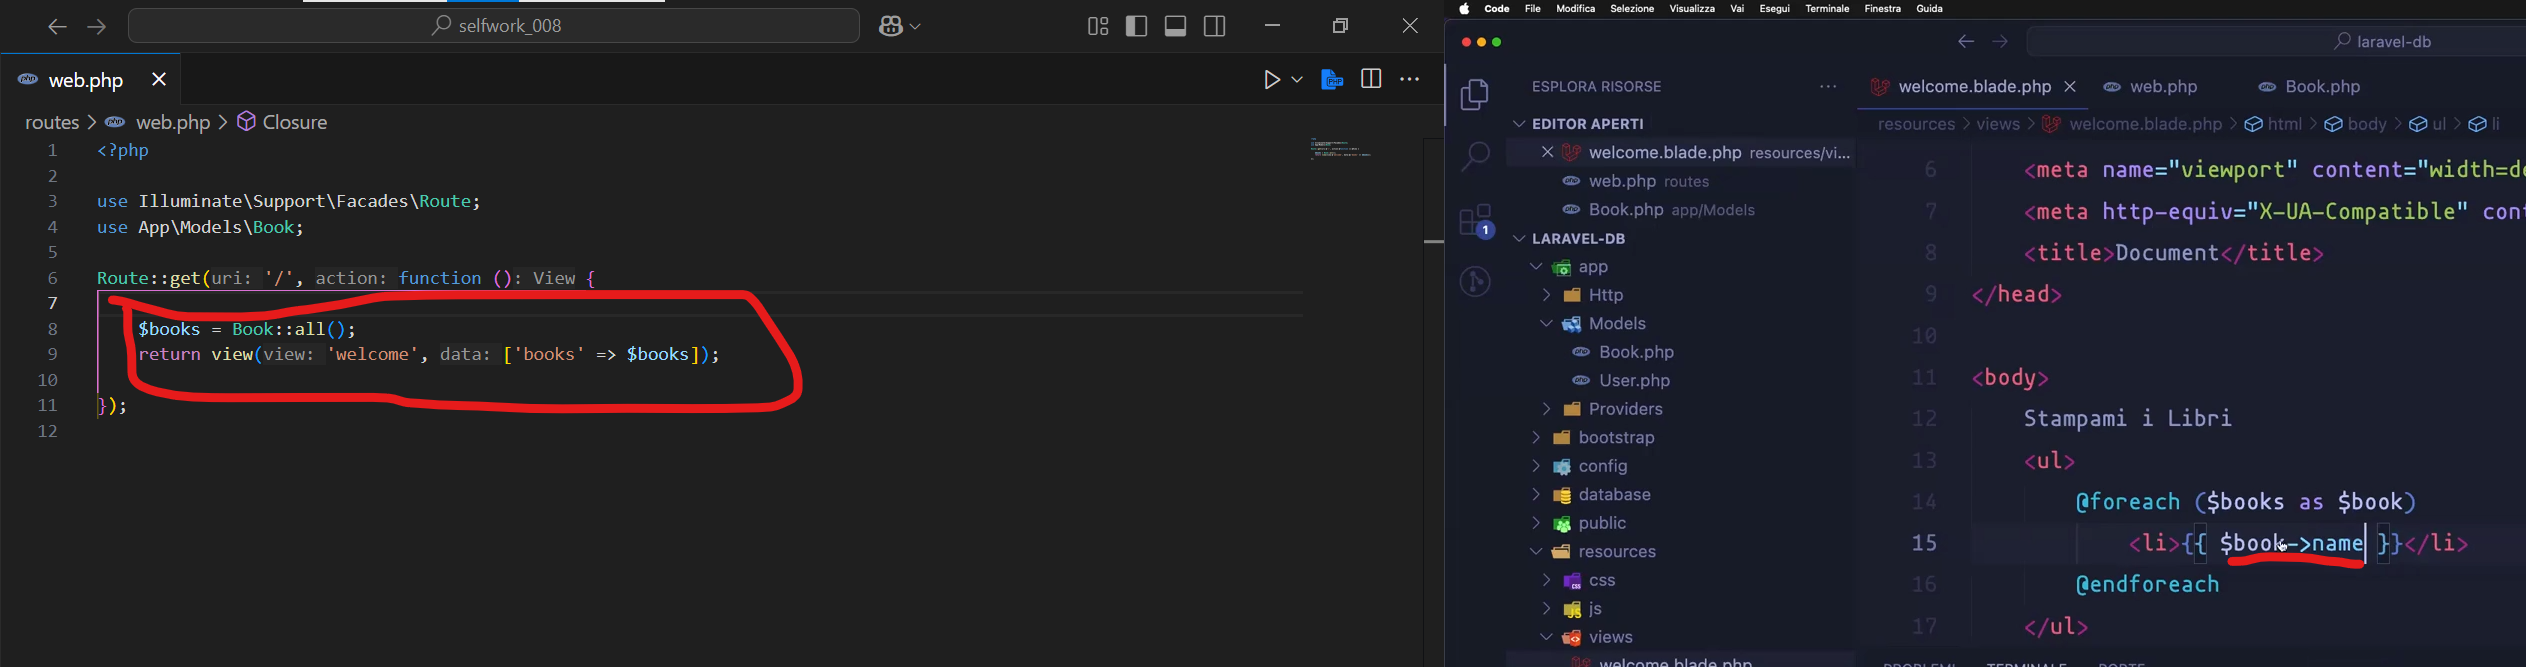 selfwork_008
web.php
routes > web.php > Closure
1 <?php
2
3 use Illuminate\Support\Facades\Route;
4 use App\Models\Book;
5
6 Route::get(uri: '/', action: function (): View {
7
8 $books = Book::all();
9 return view(view: 'welcome', data: ['books' => $books]);
10
11 });
12
Code File Modifica Selezione Visualizza Vai Esegui Terminale Finestra Guida
laravel-db
ESPLORA RISORSE
EDITOR APERTI
welcome.blade.php resources/vi...
web.php routes
Book.php app/Models
LARAVEL-DB
app
Http
Models
Book.php
User.php
Providers
bootstrap
config
database
public
resources
css
js
views
welcome.blade.php
1
welcome.blade.php web.php Book.php
resources > views > welcome.blade.php > html > body > ul > li
6 <meta name="viewport" content="width=de
7 <meta http-equiv="X-UA-Compatible" cont
8 <title>Document</title>
9 </head>
10
11 <body>
12 Stampami i Libri
13 <ul>
14 @foreach ($books as $book)
15 <li>{{ $book->name }}</li>
16 @endforeach
17 </ul>
PROBLEMI TERMINALE PORTE